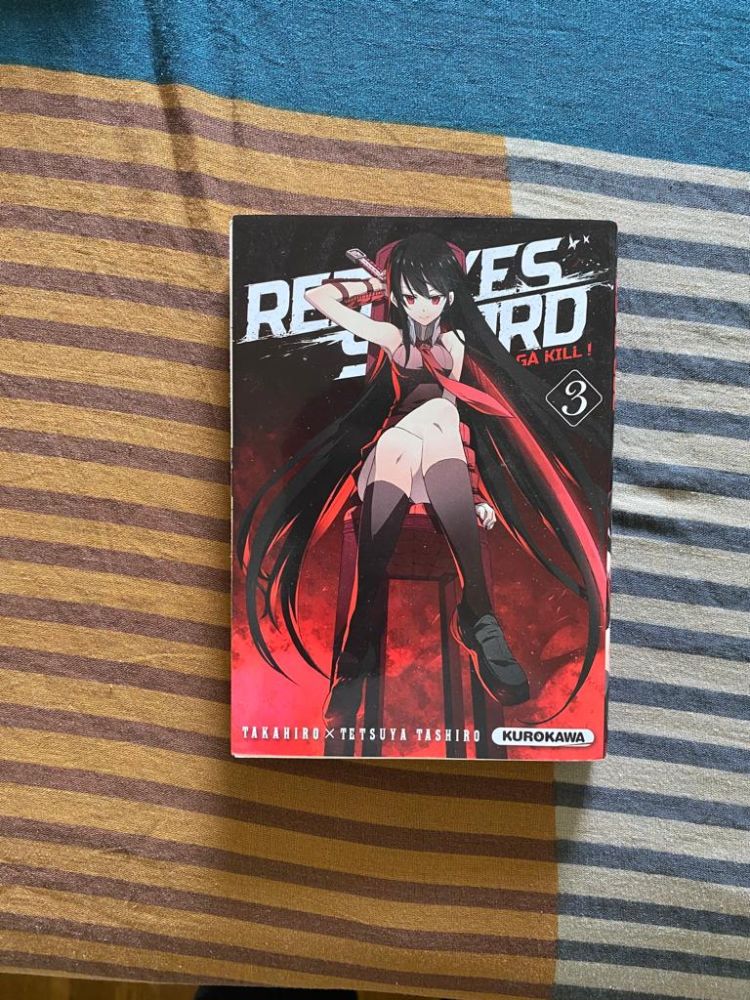 RED EYES
SWORD
GA KILL !
3
TAKAHIRO × TETSUYA TASHIRO
KUROKAWA